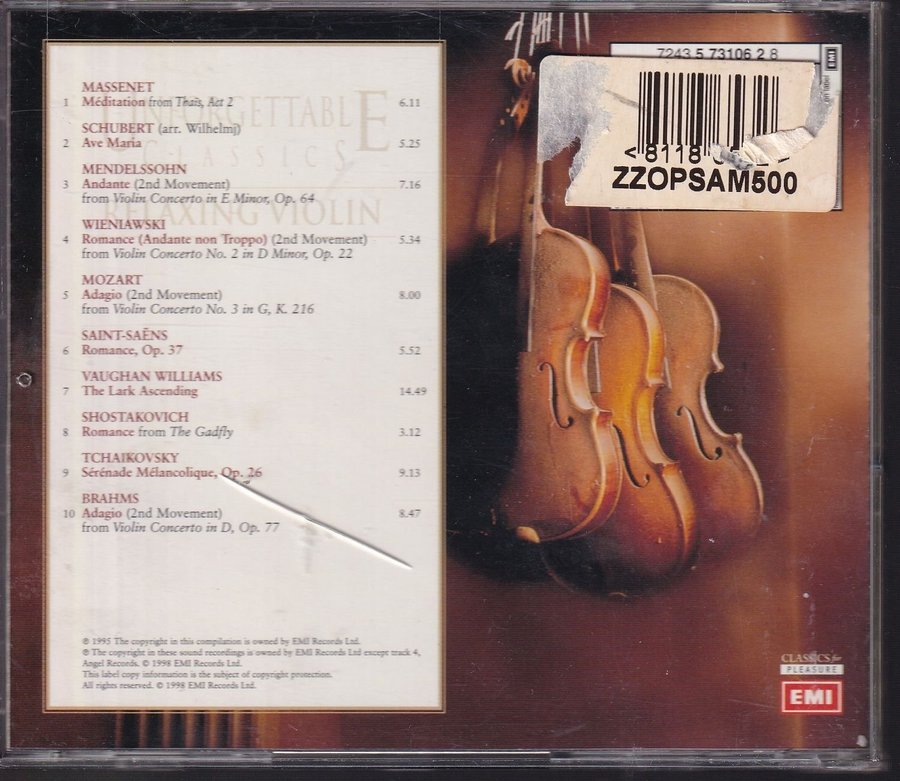 UNFORGETTABLE
CLASSICS
RELAXING VIOLIN
MASSENET
1 Méditation from Thaïs, Act 2 6.11
SCHUBERT (arr. Wilhelmj)
2 Ave Maria 5.25
MENDELSSOHN
3 Andante (2nd Movement) 7.16
from Violin Concerto in E Minor, Op. 64
WIENIAWSKI
4 Romance (Andante non Troppo) (2nd Movement) 5.34
from Violin Concerto No. 2 in D Minor, Op. 22
MOZART
5 Adagio (2nd Movement) 8.00
from Violin Concerto No. 3 in G, K. 216
SAINT-SAËNS
6 Romance, Op. 37 5.52
VAUGHAN WILLIAMS
7 The Lark Ascending 14.49
SHOSTAKOVICH
8 Romance from The Gadfly 3.12
TCHAIKOVSKY
9 Sérénade Mélancolique, Op. 26 9.13
BRAHMS
10 Adagio (2nd Movement) 8.47
from Violin Concerto in D, Op. 77
℗ 1995 The copyright in this compilation is owned by EMI Records Ltd.
℗ The copyright in these sound recordings is owned by EMI Records Ltd except track 4,
Angel Records. © 1998 EMI Records Ltd.
This label copy information is the subject of copyright protection.
All rights reserved. © 1998 EMI Records Ltd.
7243 5 73106 2 8
EMI
<8118
ZZOPSAM500
CLASSICS for
PLEASURE
EMI